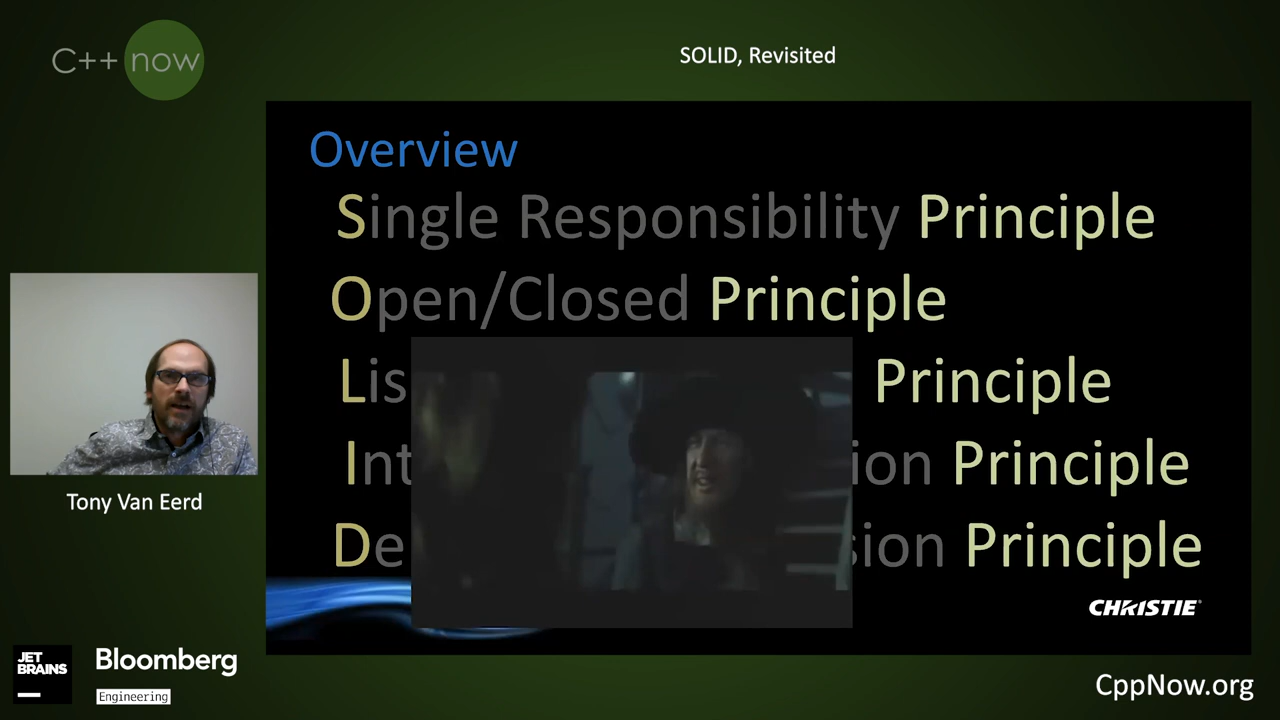 C++ now
SOLID, Revisited
Overview
Single Responsibility Principle
Open/Closed Principle
Lis Principle
Int ion Principle
De sion Principle
CHRISTIE
Tony Van Eerd
JET
BRAINS
Bloomberg
Engineering
CppNow.org